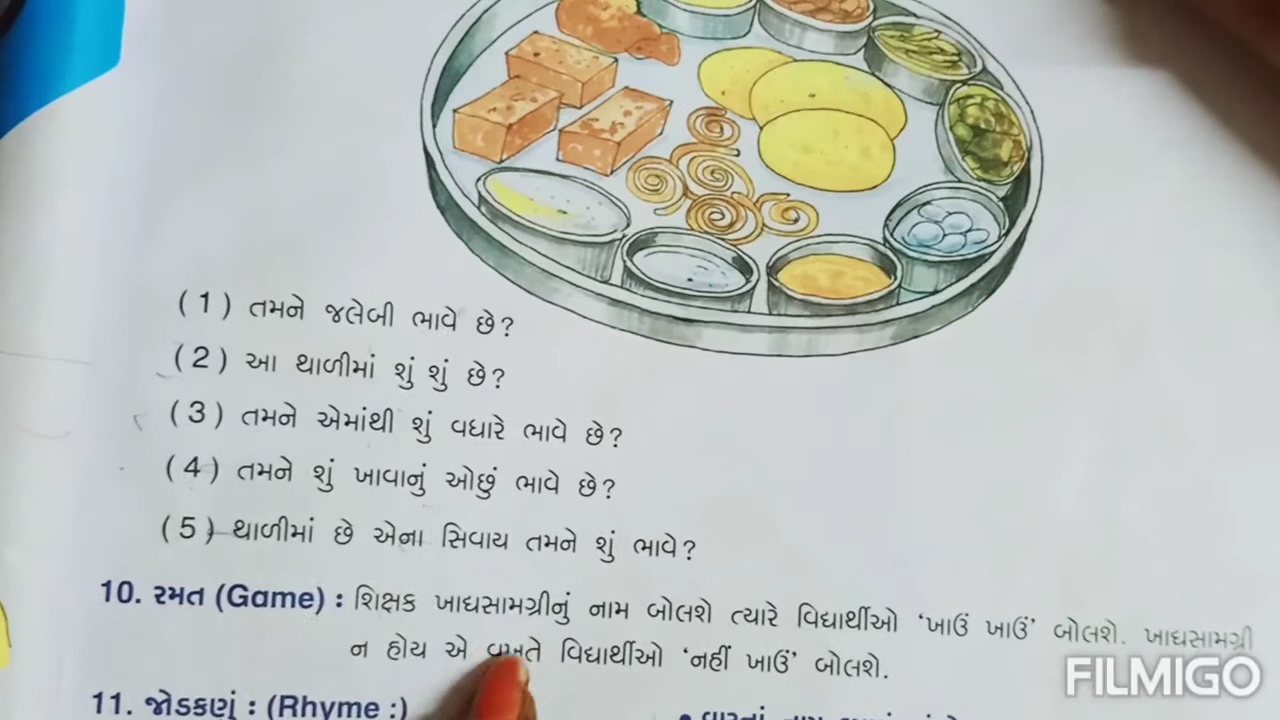 (1) તમને જલેબી ભાવે છે?
(2) આ થાળીમાં શું શું છે?
(3) તમને એમાંથી શું વધારે ભાવે છે?
(4) તમને શું ખાવાનું ઓછું ભાવે છે?
(5) થાળીમાં છે એના સિવાય તમને શું ભાવે?
10. રમત (Game) : શિક્ષક ખાદ્યસામગ્રીનું નામ બોલશે ત્યારે વિદ્યાર્થીઓ ‘ખાઉં ખાઉં’ બોલશે. ખાદ્યસામગ્રી
ન હોય એ વખતે વિદ્યાર્થીઓ ‘નહીં ખાઉં’ બોલશે.
FILMIGO
11. જોડકણું : (Rhyme :)